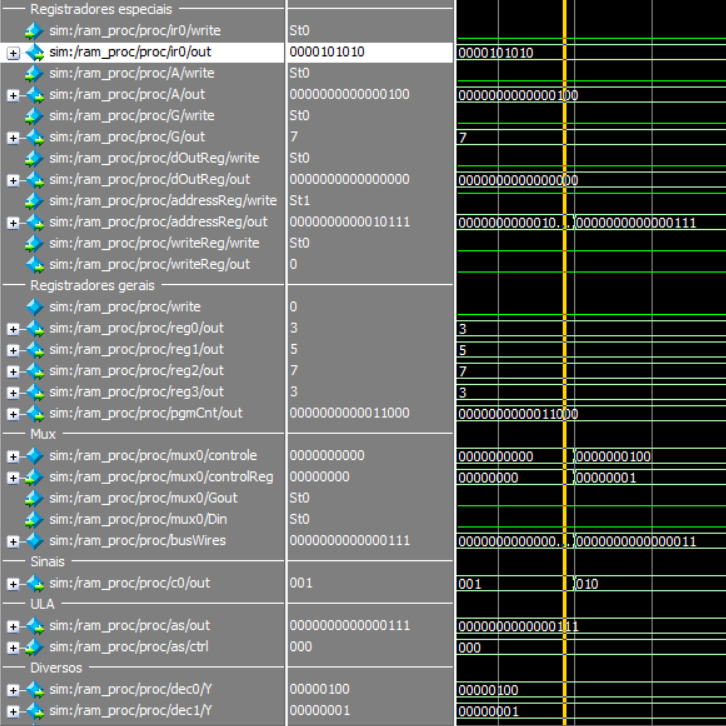 Registradores especiais
sim:/ram_proc/proc/ir0/write St0
sim:/ram_proc/proc/ir0/out 0000101010 0000101010
sim:/ram_proc/proc/A/write St0
sim:/ram_proc/proc/A/out 0000000000000100 0000000000000100
sim:/ram_proc/proc/G/write St0
sim:/ram_proc/proc/G/out 7 7
sim:/ram_proc/proc/dOutReg/write St0
sim:/ram_proc/proc/dOutReg/out 0000000000000000 0000000000000000
sim:/ram_proc/proc/addressReg/write St1
sim:/ram_proc/proc/addressReg/out 0000000000010111 0000000000010... 0000000000000111
sim:/ram_proc/proc/writeReg/write St0
sim:/ram_proc/proc/writeReg/out 0
Registradores gerais
sim:/ram_proc/proc/write 0
sim:/ram_proc/proc/reg0/out 3 3
sim:/ram_proc/proc/reg1/out 5 5
sim:/ram_proc/proc/reg2/out 7 7
sim:/ram_proc/proc/reg3/out 3 3
sim:/ram_proc/proc/pgmCnt/out 0000000000011000 0000000000011000
Mux
sim:/ram_proc/proc/mux0/controle 0000000000 0000000000 0000000100
sim:/ram_proc/proc/mux0/controlReg 00000000 00000000 00000001
sim:/ram_proc/proc/mux0/Gout St0
sim:/ram_proc/proc/mux0/Din St0
sim:/ram_proc/proc/busWires 0000000000000111 0000000000000... 0000000000000011
Sinais
sim:/ram_proc/proc/c0/out 001 001 010
ULA
sim:/ram_proc/proc/as/out 0000000000000111 0000000000000111
sim:/ram_proc/proc/as/ctrl 000 000
Diversos
sim:/ram_proc/proc/dec0/Y 00000100 00000100
sim:/ram_proc/proc/dec1/Y 00000001 00000001